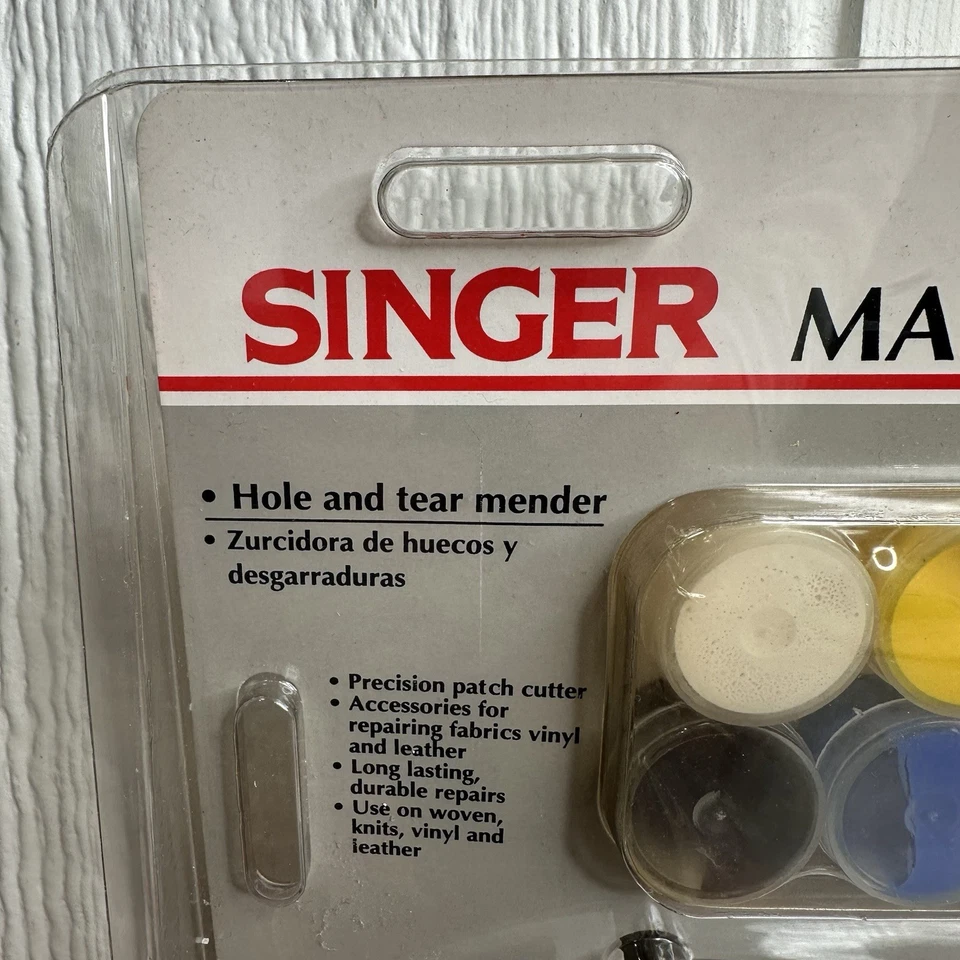 SINGER MA
• Hole and tear mender
• Zurcidora de huecos y
desgarraduras
• Precision patch cutter
• Accessories for
repairing fabrics vinyl
and leather
• Long lasting,
durable repairs
• Use on woven,
knits, vinyl and
leather